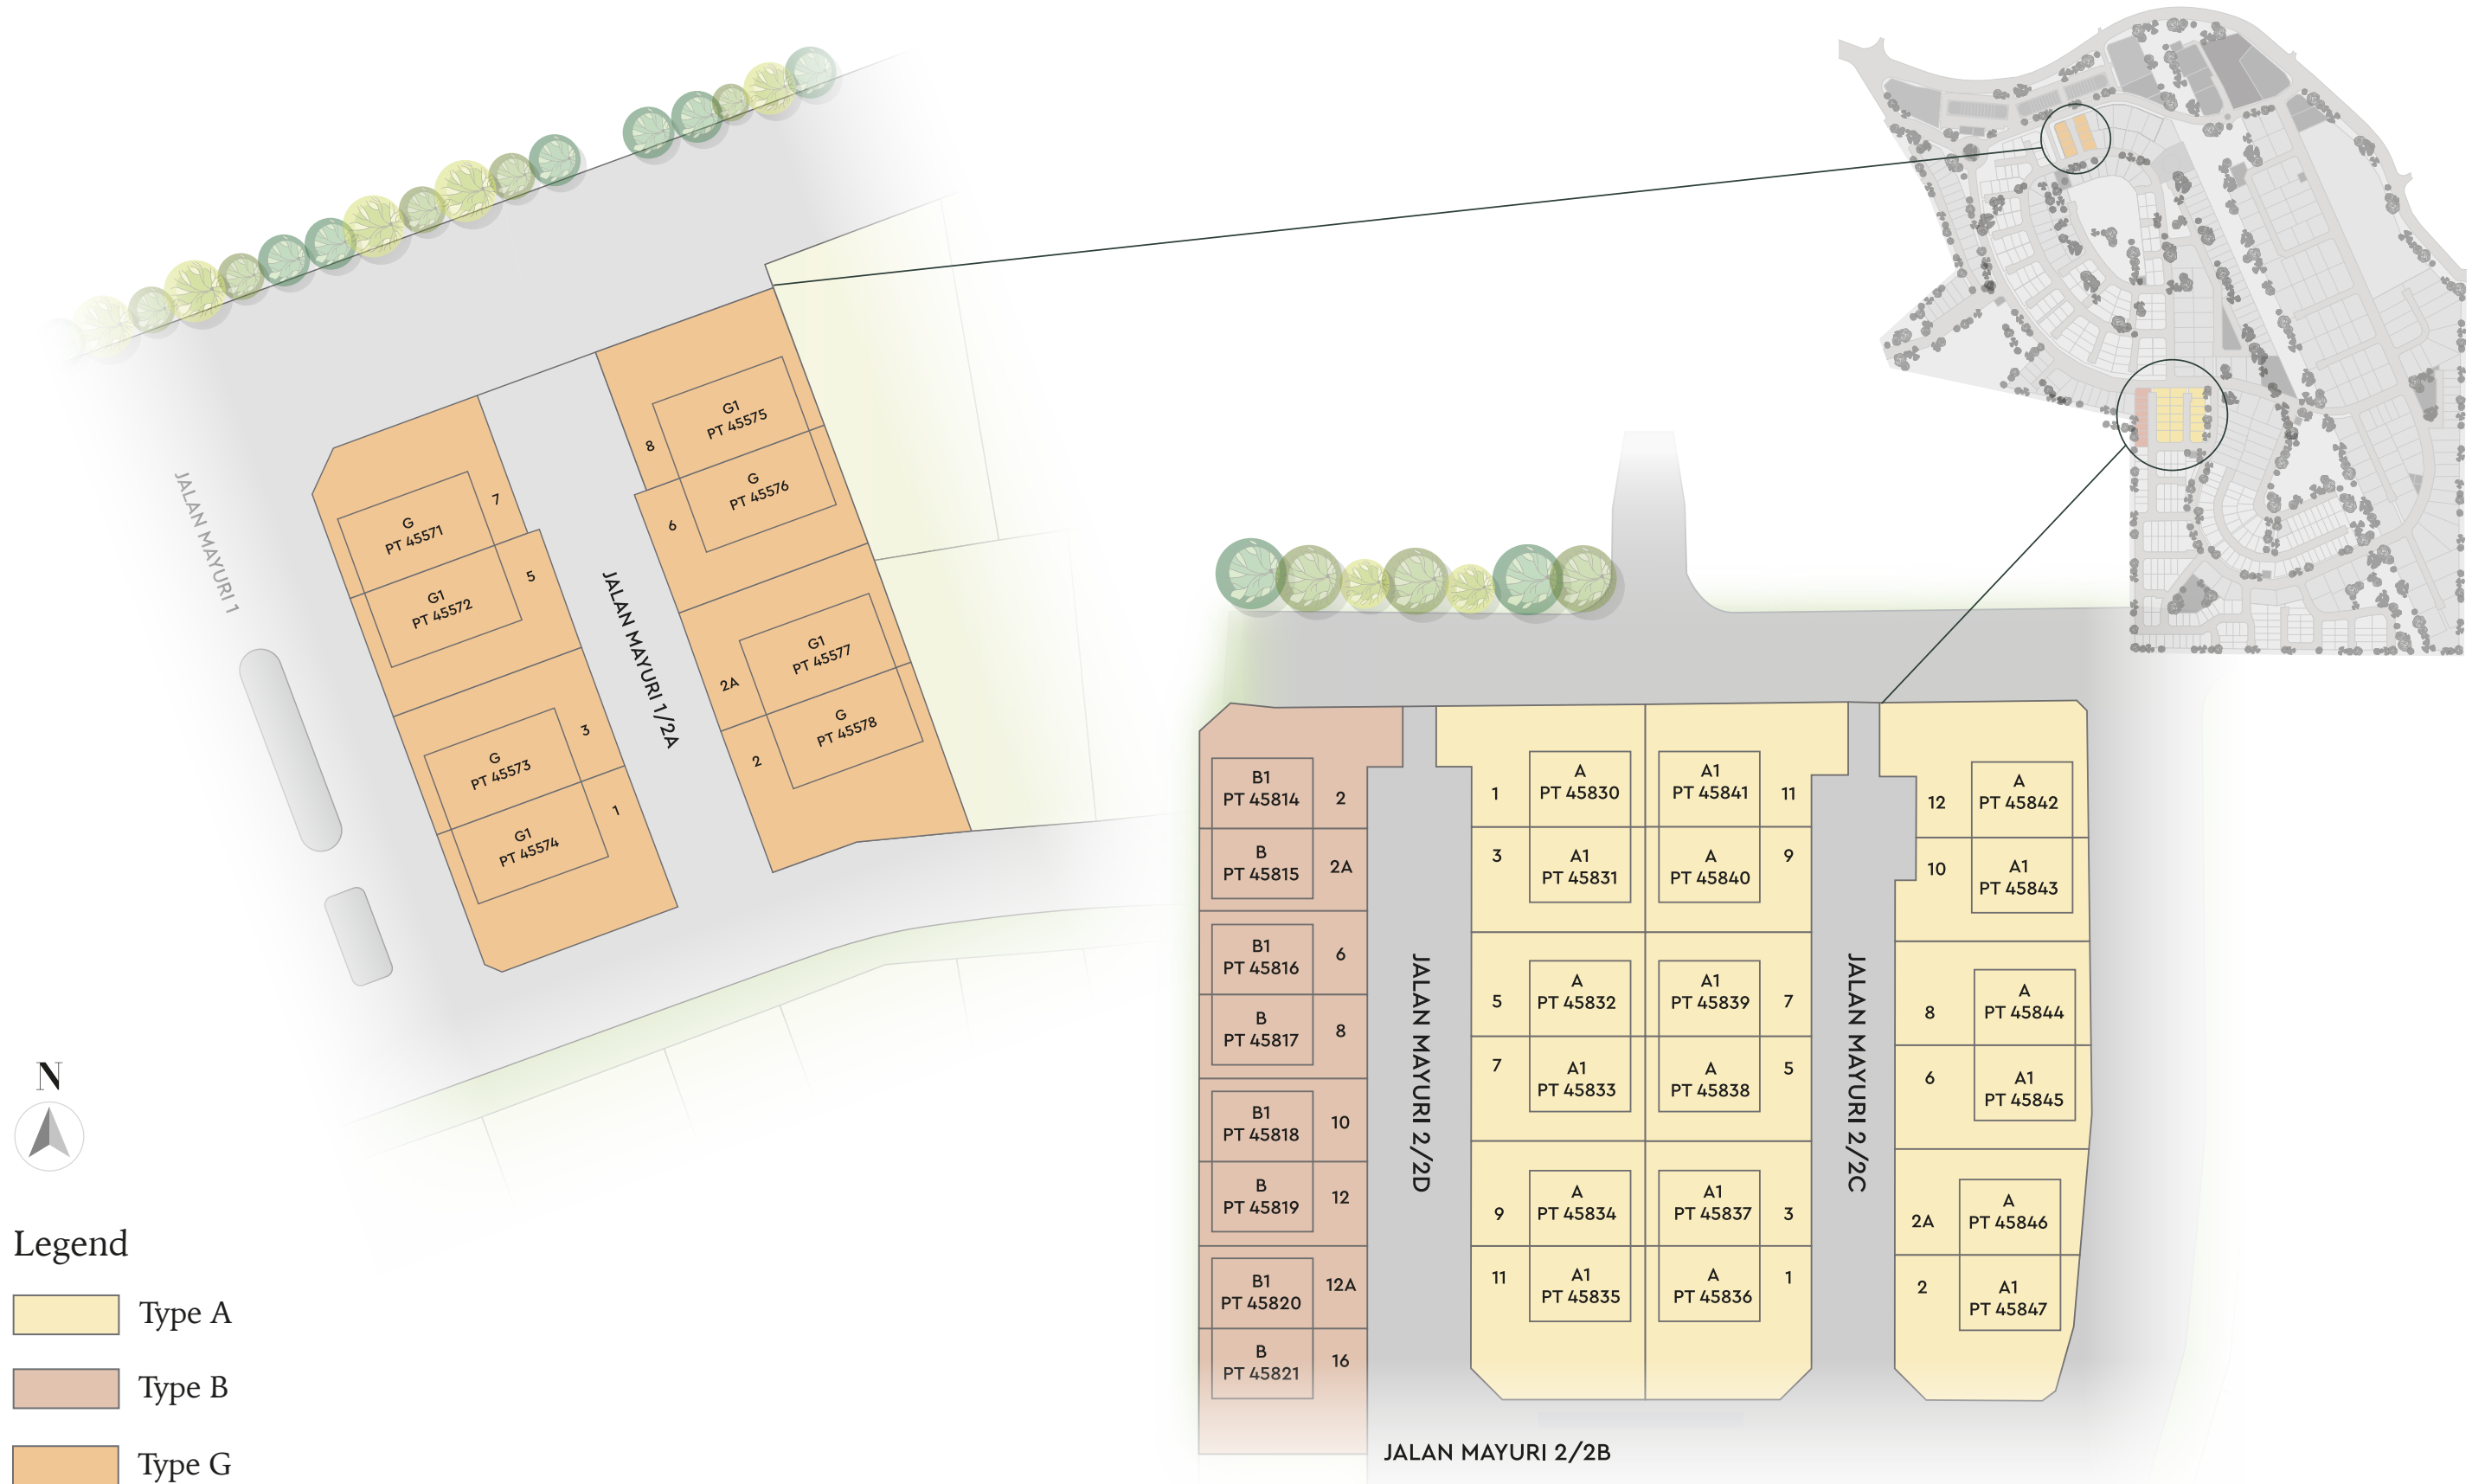 JALAN MAYURI 1
G
PT 45571
7
G1
PT 45572
5
G
PT 45573
3
G1
PT 45574
1
JALAN MAYURI 1/2A
G1
PT 45575
8
G
PT 45576
6
G1
PT 45577
2A
G
PT 45578
2
B1
PT 45814
2
B
PT 45815
2A
B1
PT 45816
6
B
PT 45817
8
B1
PT 45818
10
B
PT 45819
12
B1
PT 45820
12A
B
PT 45821
16
JALAN MAYURI 2/2D
1
A
PT 45830
3
A1
PT 45831
5
A
PT 45832
7
A1
PT 45833
9
A
PT 45834
11
A1
PT 45835
A1
PT 45841
11
A
PT 45840
9
A1
PT 45839
7
A
PT 45838
5
A1
PT 45837
3
A
PT 45836
1
JALAN MAYURI 2/2C
12
A
PT 45842
10
A1
PT 45843
8
A
PT 45844
6
A1
PT 45845
2A
A
PT 45846
2
A1
PT 45847
JALAN MAYURI 2/2B
N
Legend
Type A
Type B
Type G